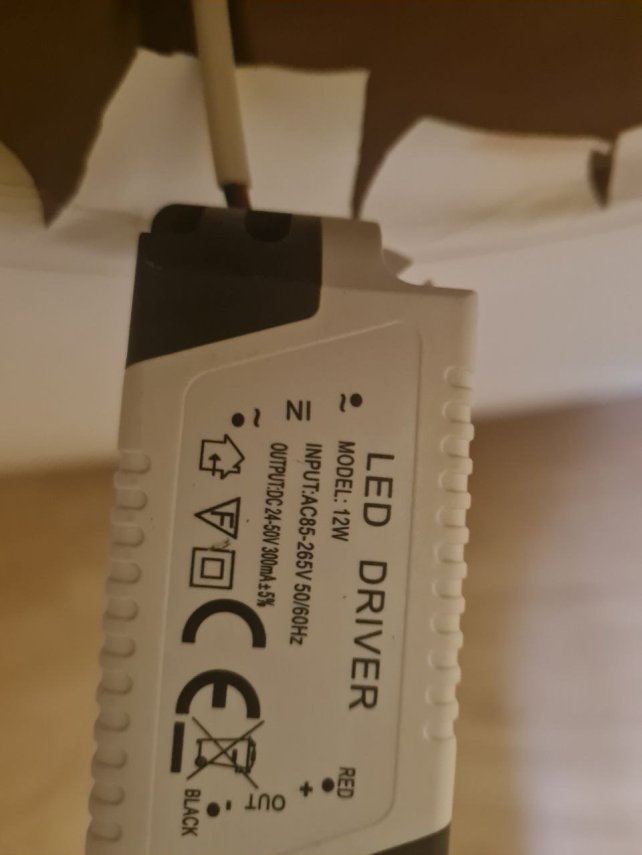 LED DRIVER
MODEL: 12W
INPUT:AC85-265V 50/60Hz
OUTPUT:DC 24-50V 300mA±5%
~
IN
~
F
CE
RED
+
OUT
-
BLACK